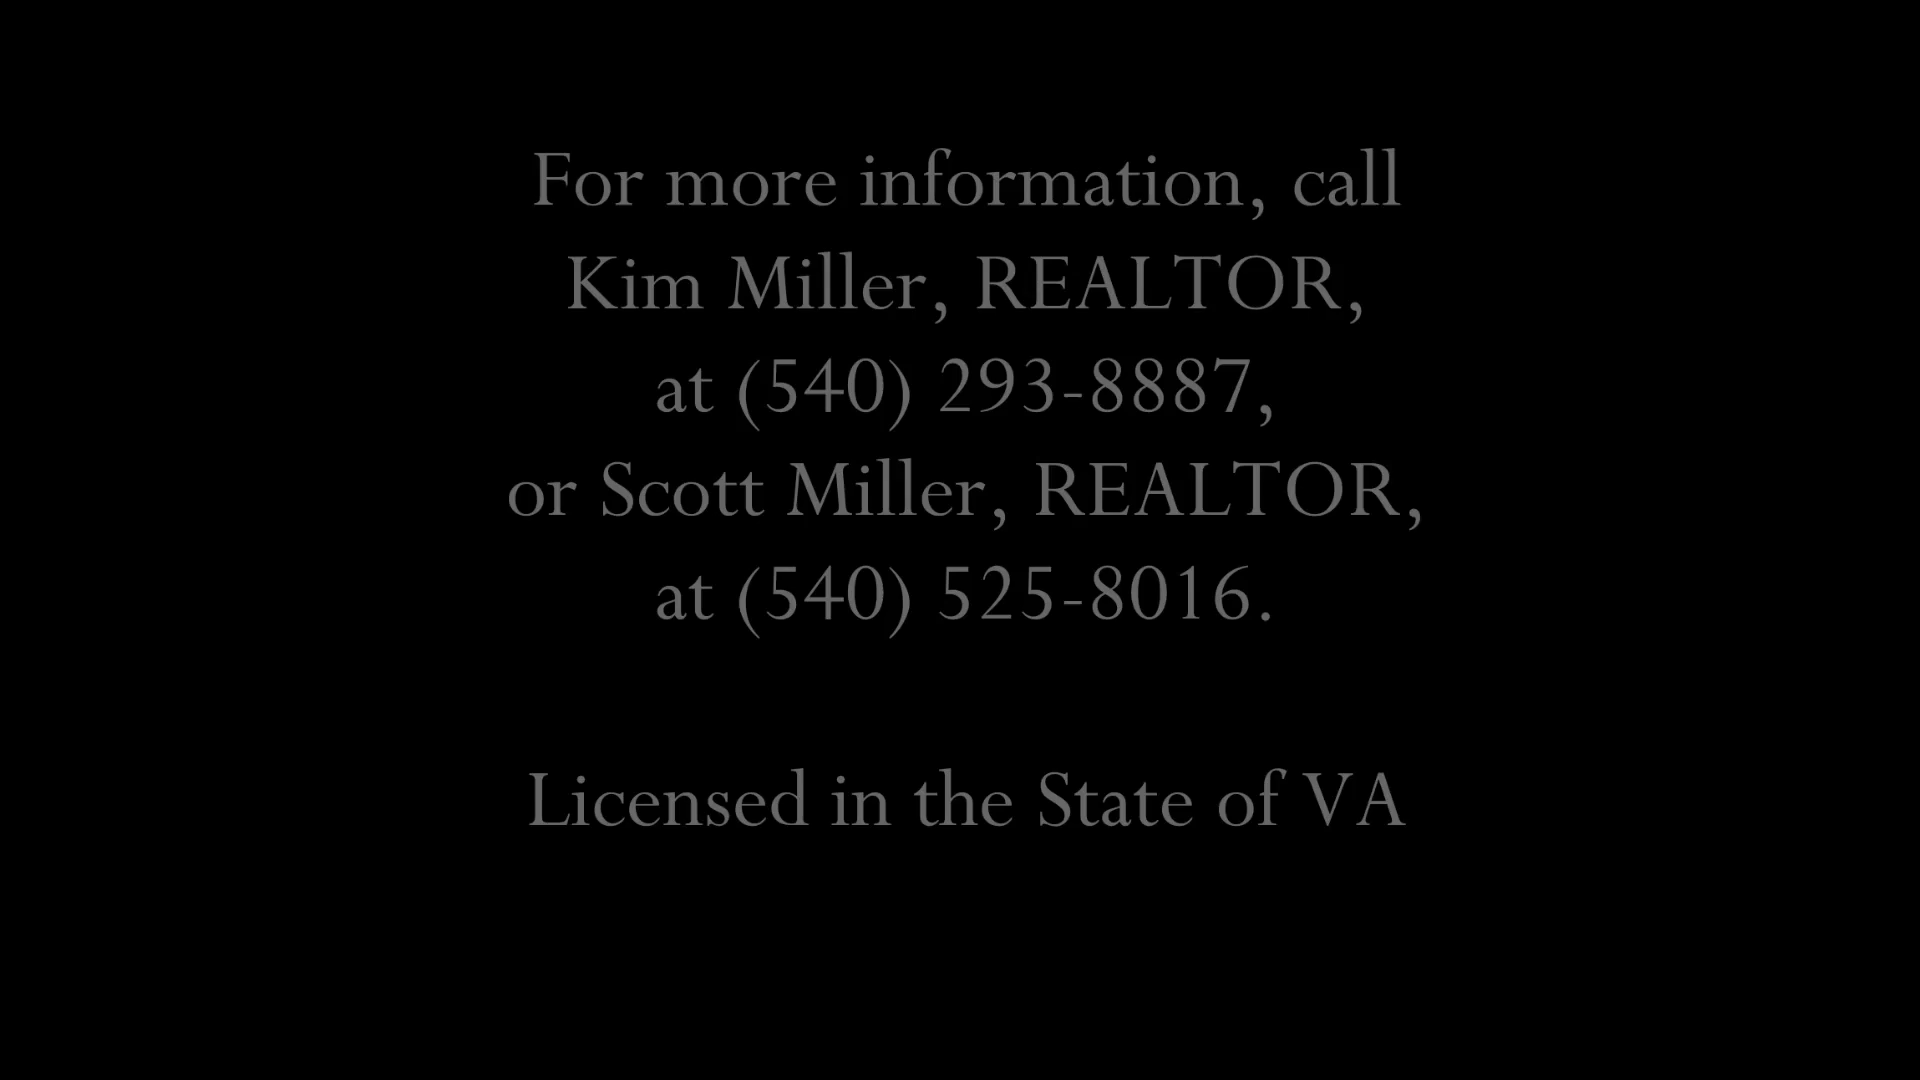 For more information, call
Kim Miller, REALTOR,
at (540) 293-8887,
or Scott Miller, REALTOR,
at (540) 525-8016.
Licensed in the State of VA